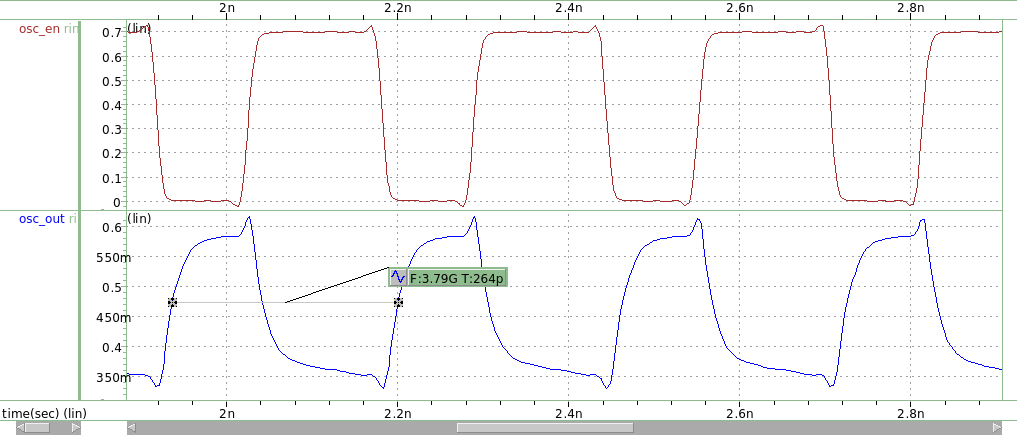 2n 2.2n 2.4n 2.6n 2.8n
osc_en rin (lin)
0.7
0.6
0.5
0.4
0.3
0.2
0.1
0
osc_out ri (lin)
0.6
550m
0.5
450m
0.4
350m
F:3.79G T:264p
time(sec) (lin) 2n 2.2n 2.4n 2.6n 2.8n